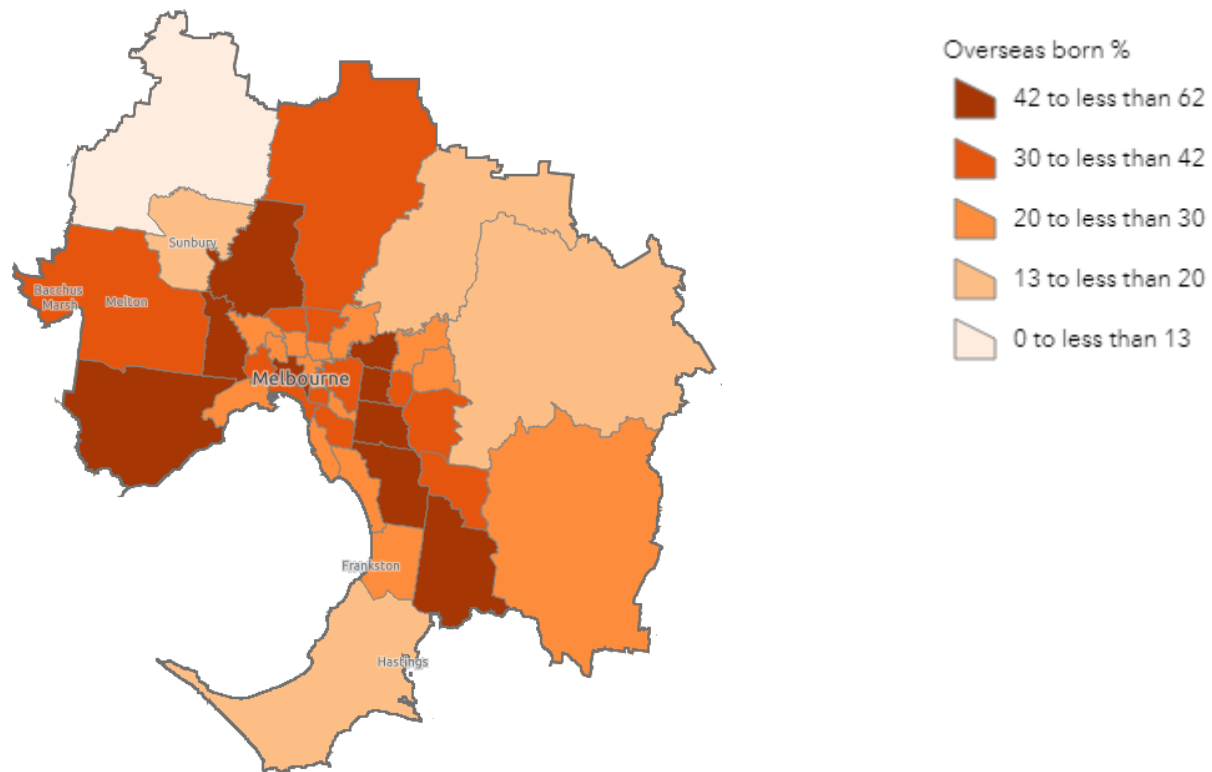 Overseas born %
42 to less than 62
30 to less than 42
20 to less than 30
13 to less than 20
0 to less than 13
Sunbury
Bacchus
Marsh
Melton
Melbourne
Frankston
Hastings